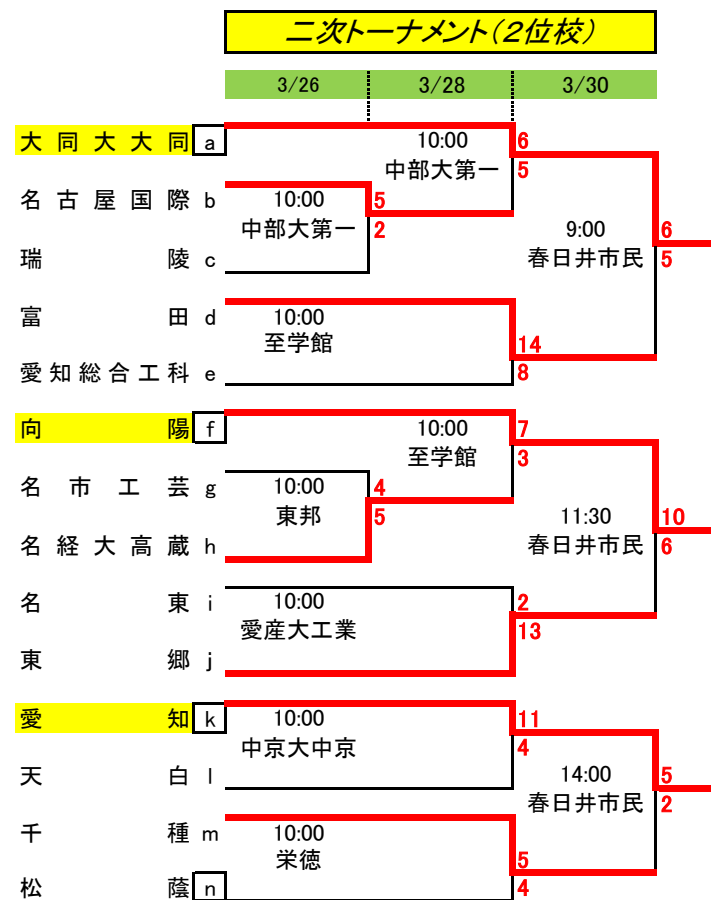 二次トーナメント(2位校)
3/26 3/28 3/30
大同大大同 a 10:00 6
中部大第一 5
名古屋国際 b 10:00 5
中部大第一 2 9:00 6
瑞陵 c 春日井市民 5
富田 d 10:00
至学館 14
愛知総合工科 e 8
向陽 f 10:00 7
至学館 3
名市工芸 g 10:00 4
東邦 5 11:30 10
名経大高蔵 h 春日井市民 6
名東 i 10:00 2
愛産大工業 13
東郷 j
愛知 k 10:00 11
中京大中京 4
天白 l 14:00 5
春日井市民 2
千種 m 10:00
栄徳 5
松蔭 n 4